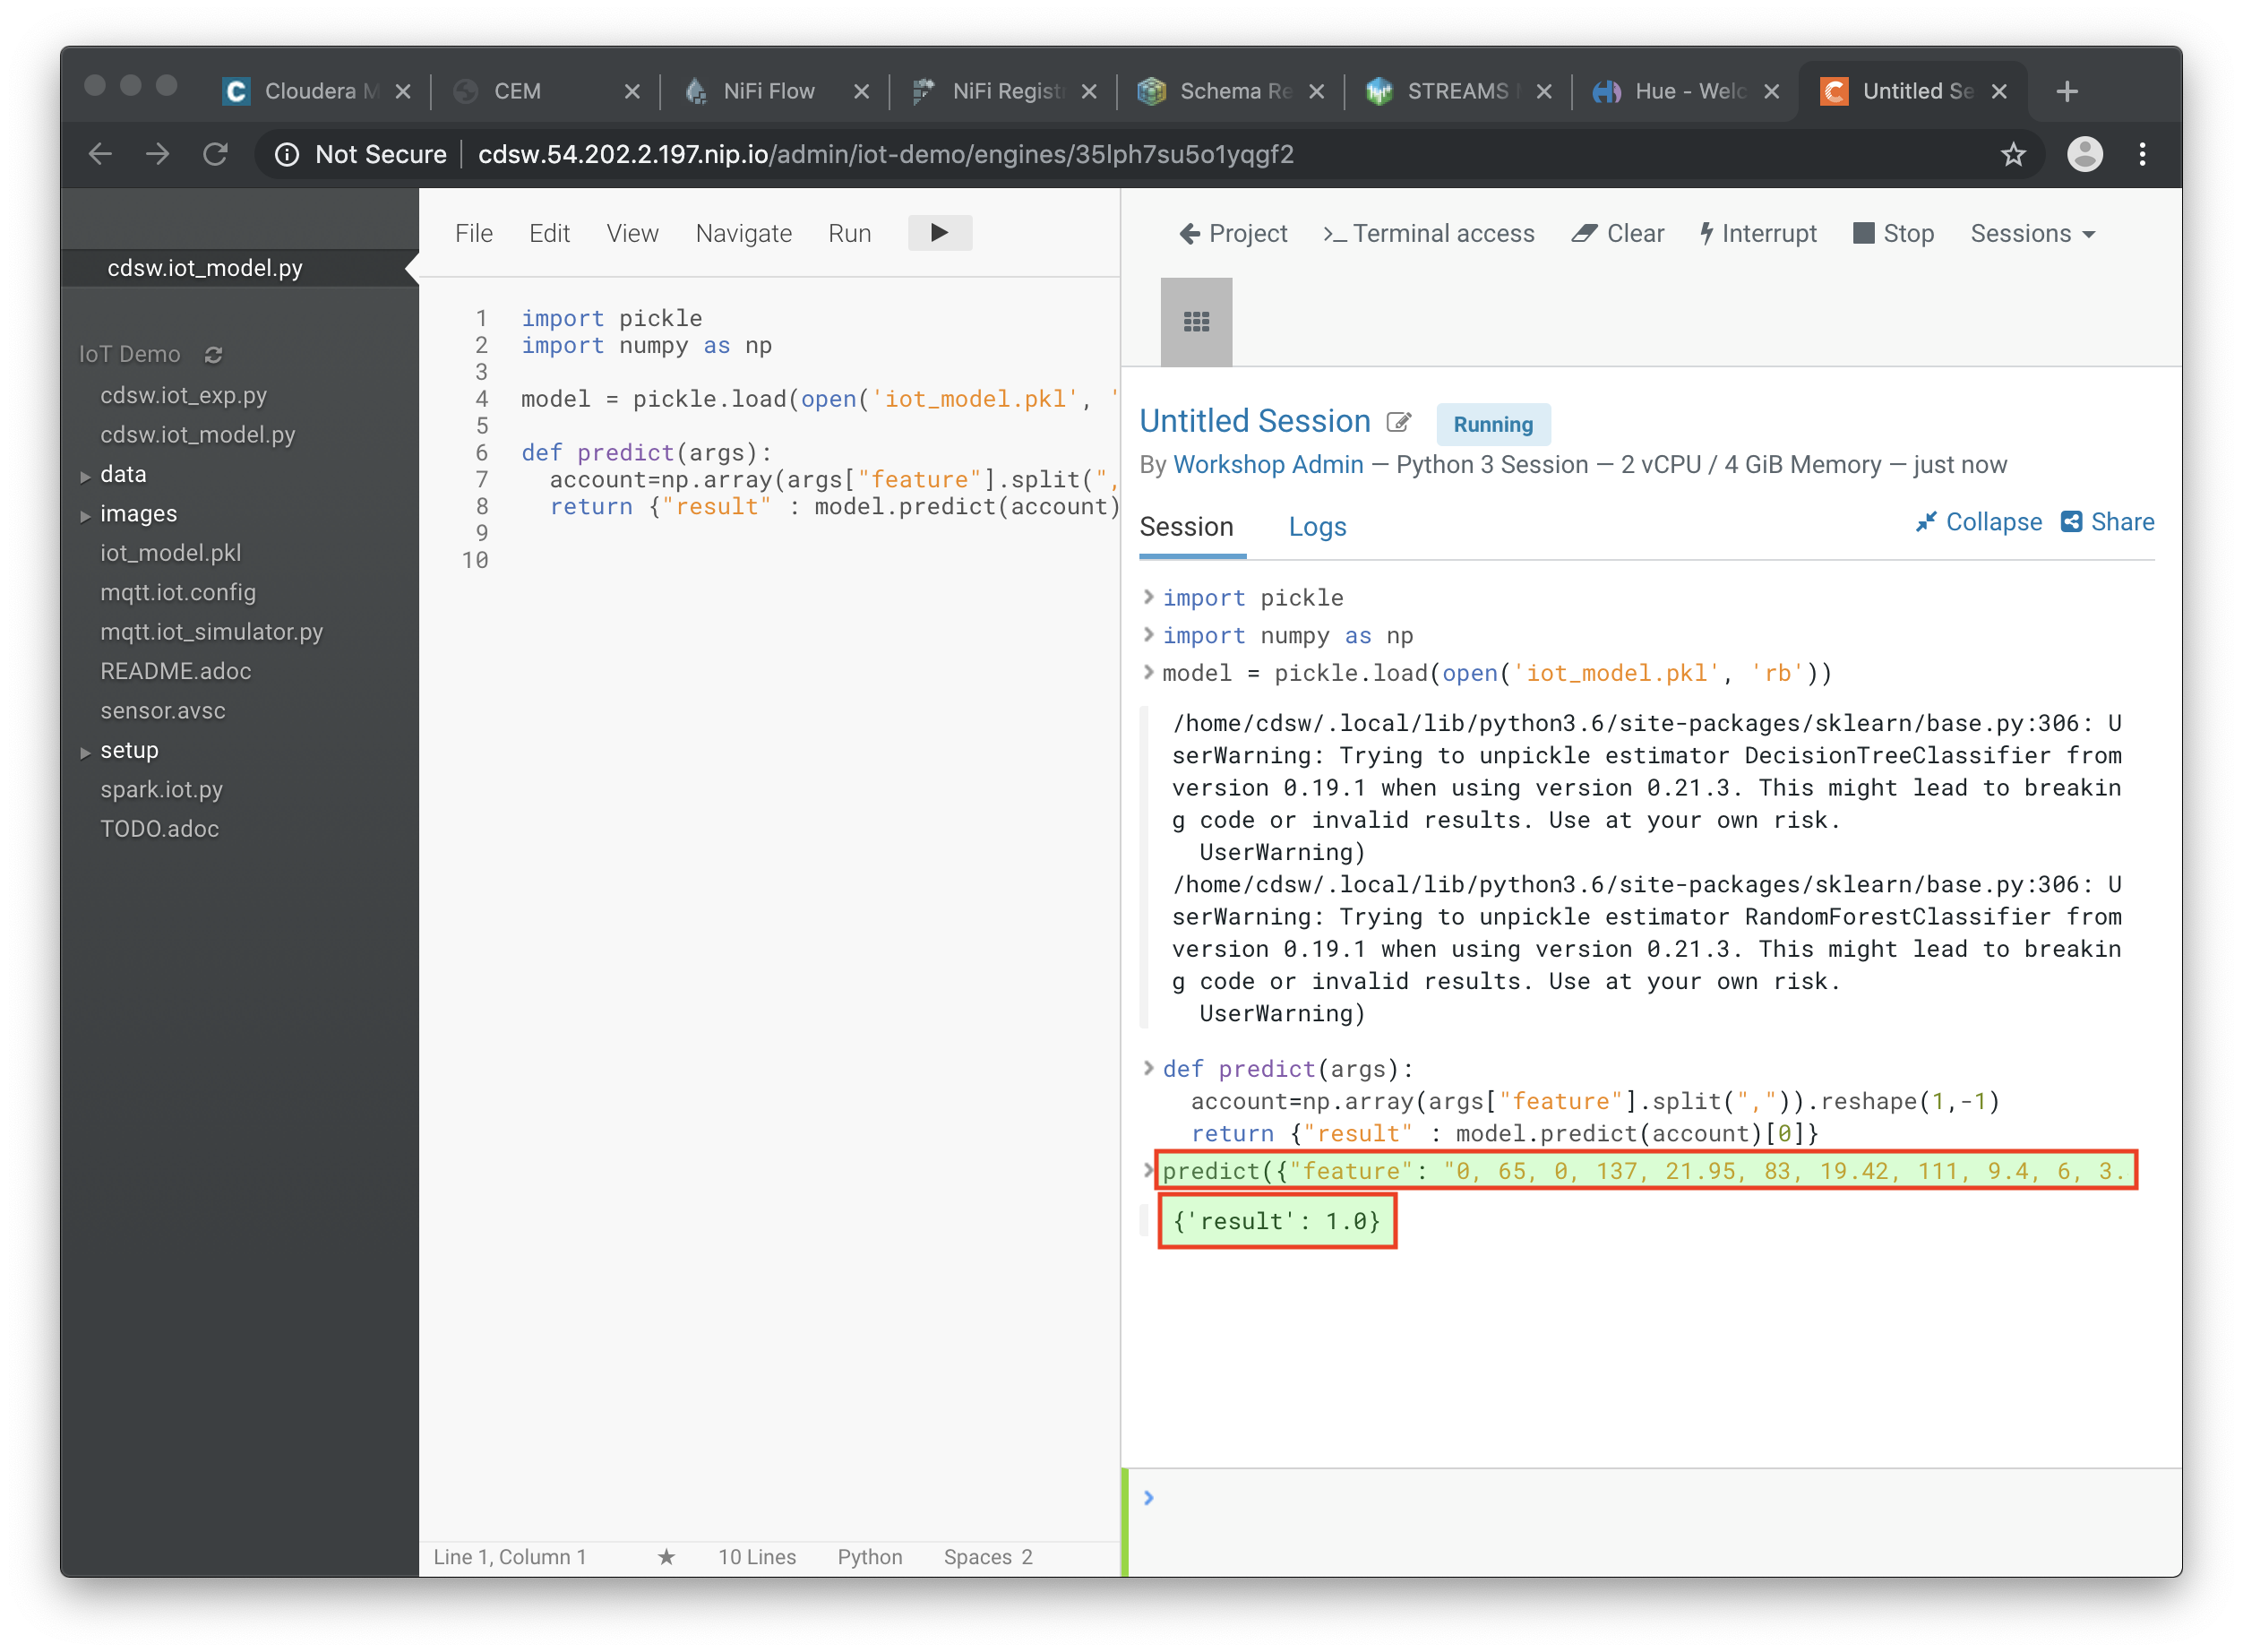 Cloudera M
CEM
NiFi Flow
NiFi Registr
Schema Re
STREAMS
Hue - Welc
Untitled Se
Not Secure
cdsw.54.202.2.197.nip.io/admin/iot-demo/engines/35lph7su5o1yqgf2
cdsw.iot_model.py
IoT Demo
cdsw.iot_exp.py
cdsw.iot_model.py
data
images
iot_model.pkl
mqtt.iot.config
mqtt.iot_simulator.py
README.adoc
sensor.avsc
setup
spark.iot.py
TODO.adoc
File Edit View Navigate Run
1 import pickle
2 import numpy as np
3
4 model = pickle.load(open('iot_model.pkl', '
5
6 def predict(args):
7   account=np.array(args["feature"].split(",
8   return {"result" : model.predict(account)
9
10
Line 1, Column 1 ★ 10 Lines Python Spaces 2
Project >_ Terminal access Clear Interrupt Stop Sessions
Untitled Session Running
By Workshop Admin — Python 3 Session — 2 vCPU / 4 GiB Memory — just now
Session Logs Collapse Share
> import pickle
> import numpy as np
> model = pickle.load(open('iot_model.pkl', 'rb'))
/home/cdsw/.local/lib/python3.6/site-packages/sklearn/base.py:306: U
serWarning: Trying to unpickle estimator DecisionTreeClassifier from
version 0.19.1 when using version 0.21.3. This might lead to breakin
g code or invalid results. Use at your own risk.
  UserWarning)
/home/cdsw/.local/lib/python3.6/site-packages/sklearn/base.py:306: U
serWarning: Trying to unpickle estimator RandomForestClassifier from
version 0.19.1 when using version 0.21.3. This might lead to breakin
g code or invalid results. Use at your own risk.
  UserWarning)
> def predict(args):
  account=np.array(args["feature"].split(",")).reshape(1,-1)
  return {"result" : model.predict(account)[0]}
> predict({"feature": "0, 65, 0, 137, 21.95, 83, 19.42, 111, 9.4, 6, 3.
{'result': 1.0}
>